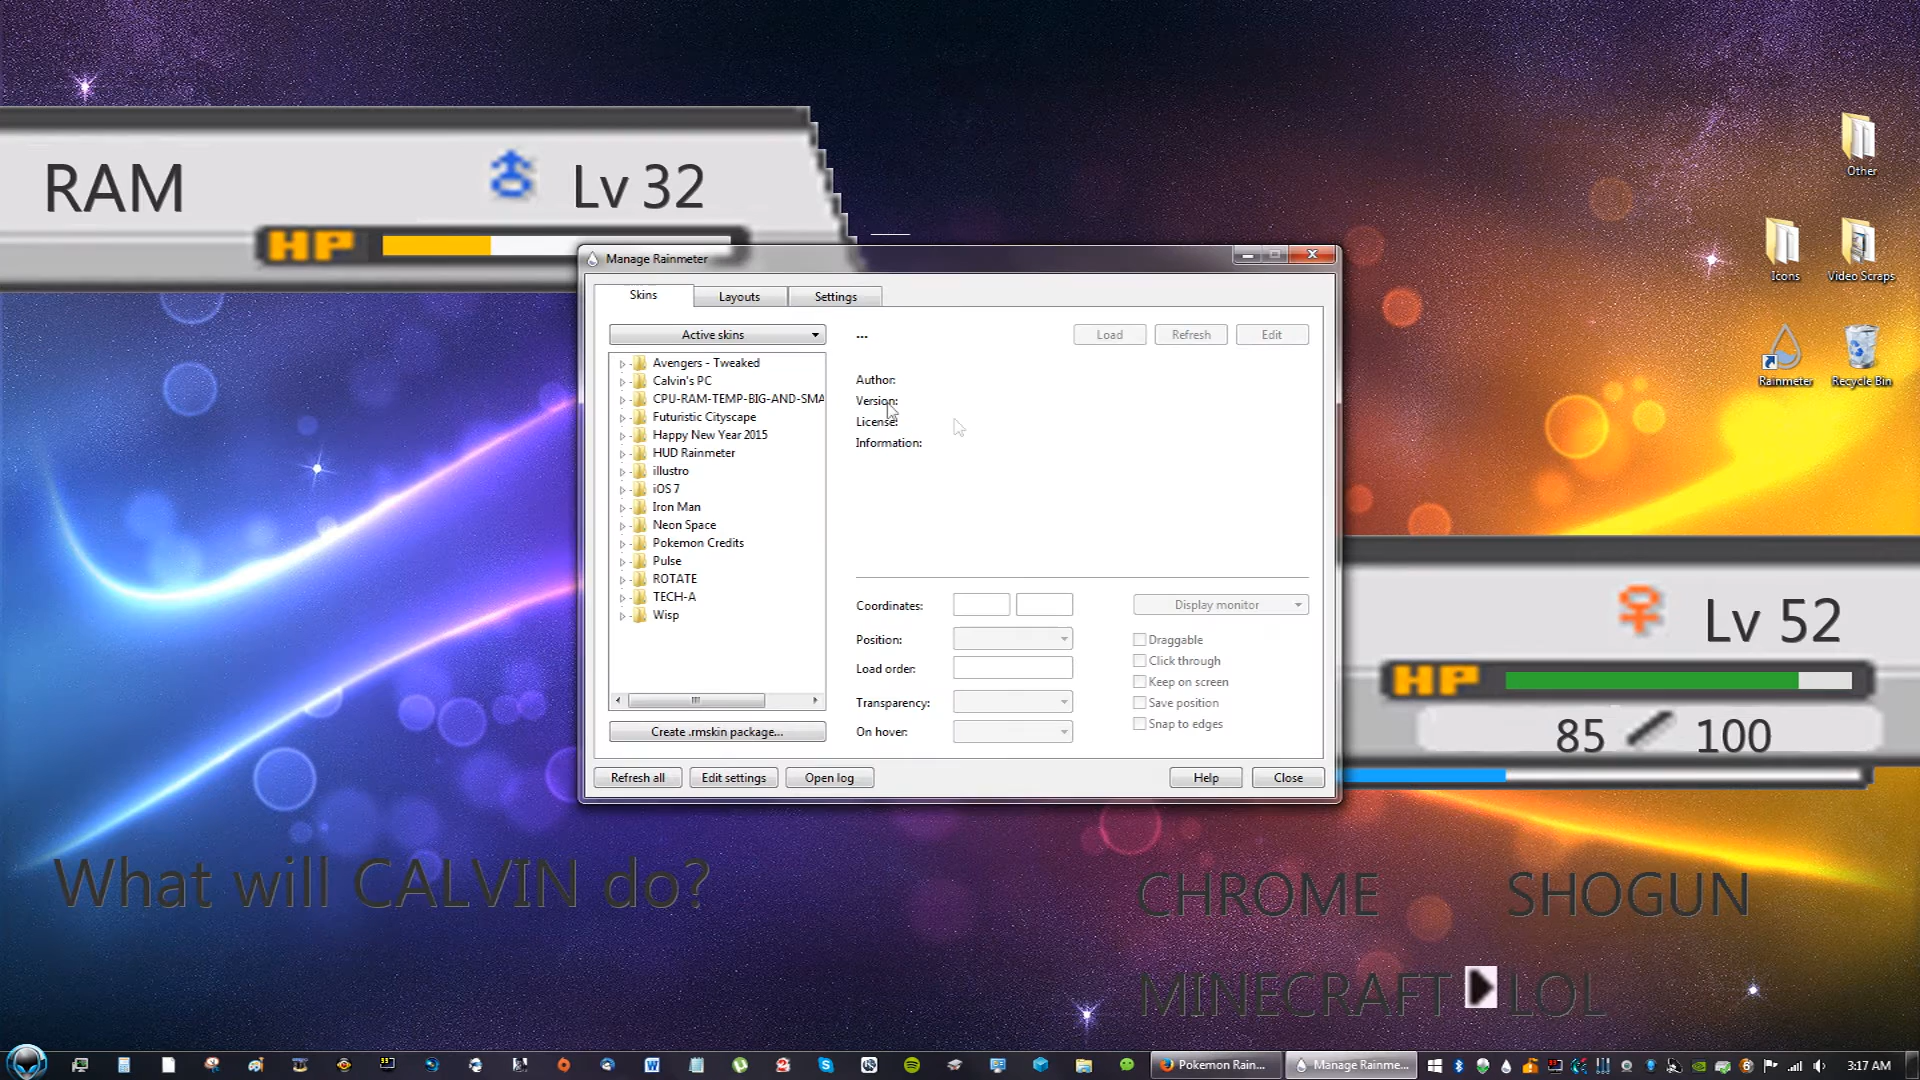 RAM
Lv 32
HP
Other
Icons
Video Scraps
Rainmeter
Recycle Bin
Manage Rainmeter
Skins
Layouts
Settings
Active skins
...
Load
Refresh
Edit
Avengers - Tweaked
Calvin's PC
CPU-RAM-TEMP-BIG-AND-SMA
Futuristic Cityscape
Happy New Year 2015
HUD Rainmeter
illustro
iOS 7
Iron Man
Neon Space
Pokemon Credits
Pulse
ROTATE
TECH-A
Wisp
Create .rmskin package...
Author:
Version:
License:
Information:
Coordinates:
Display monitor
Position:
Load order:
Transparency:
On hover:
Draggable
Click through
Keep on screen
Save position
Snap to edges
Refresh all
Edit settings
Open log
Help
Close
Lv 52
HP
85 / 100
What will CALVIN do?
CHROME
SHOGUN
MINECRAFT
LOL
Pokemon Rain...
Manage Rainme...
3:17 AM